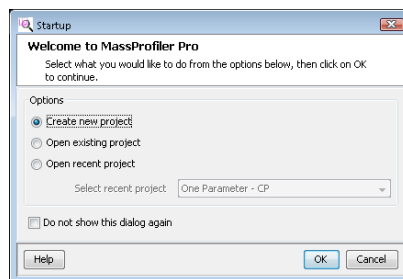 Startup
Welcome to MassProfiler Pro
Select what you would like to do from the options below, then click on OK
to continue.
Options
Create new project
Open existing project
Open recent project
Select recent project
One Parameter - CP
Do not show this dialog again
Help
OK
Cancel